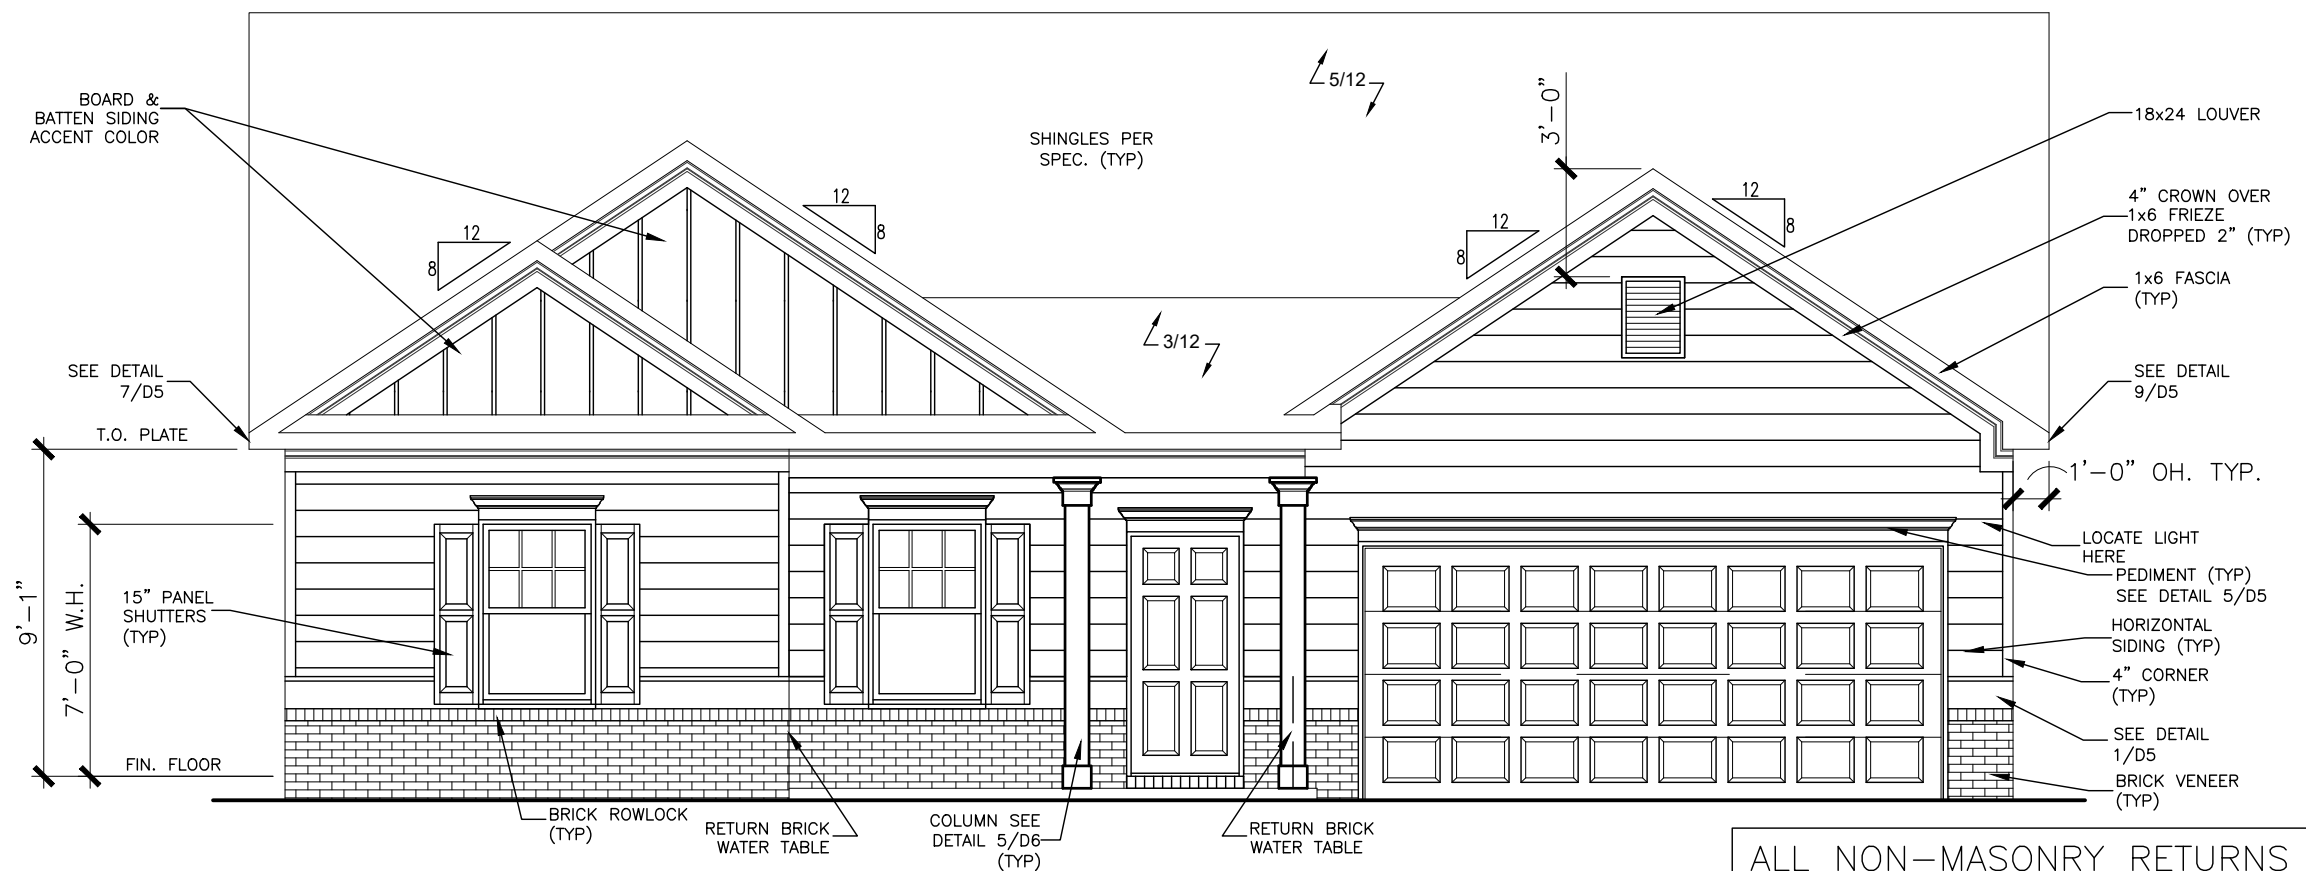 5/12
3'-0"
BOARD &
BATTEN SIDING
ACCENT COLOR
SHINGLES PER
SPEC. (TYP)
18x24 LOUVER
12
8
12
8
12
8
12
8
4" CROWN OVER
1x6 FRIEZE
DROPPED 2" (TYP)
1x6 FASCIA
(TYP)
3/12
SEE DETAIL
7/D5
SEE DETAIL
9/D5
T.O. PLATE
1'-0" OH. TYP.
LOCATE LIGHT
HERE
PEDIMENT (TYP)
SEE DETAIL 5/D5
9'-1"
7'-0" W.H.
15" PANEL
SHUTTERS
(TYP)
HORIZONTAL
SIDING (TYP)
4" CORNER
(TYP)
SEE DETAIL
1/D5
FIN. FLOOR
BRICK VENEER
(TYP)
BRICK ROWLOCK
(TYP)
RETURN BRICK
WATER TABLE
COLUMN SEE
DETAIL 5/D6
(TYP)
RETURN BRICK
WATER TABLE
ALL NON-MASONRY RETURNS